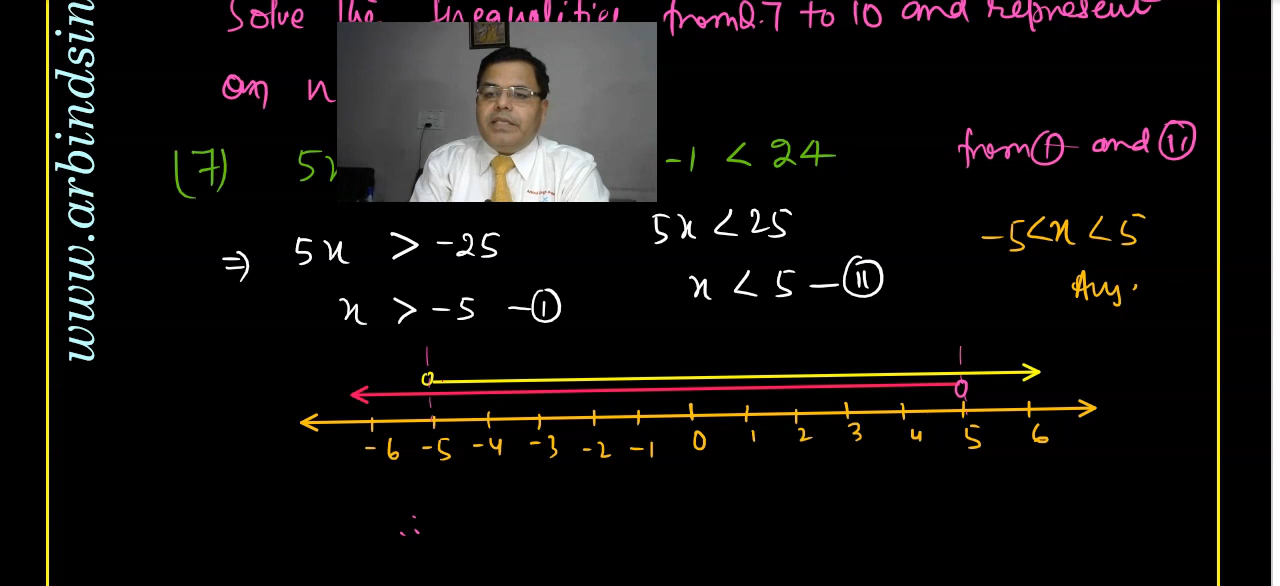 Solve the Inequalities from Q.7 to 10 and represent
on n
(7) 5x -1 < 24
from I and II
⇒ 5x > -25
5x < 25
-5 < x < 5
x > -5 — I
x < 5 — II
Ans.
-6 -5 -4 -3 -2 -1 0 1 2 3 4 5 6
∴
www.arbindsin